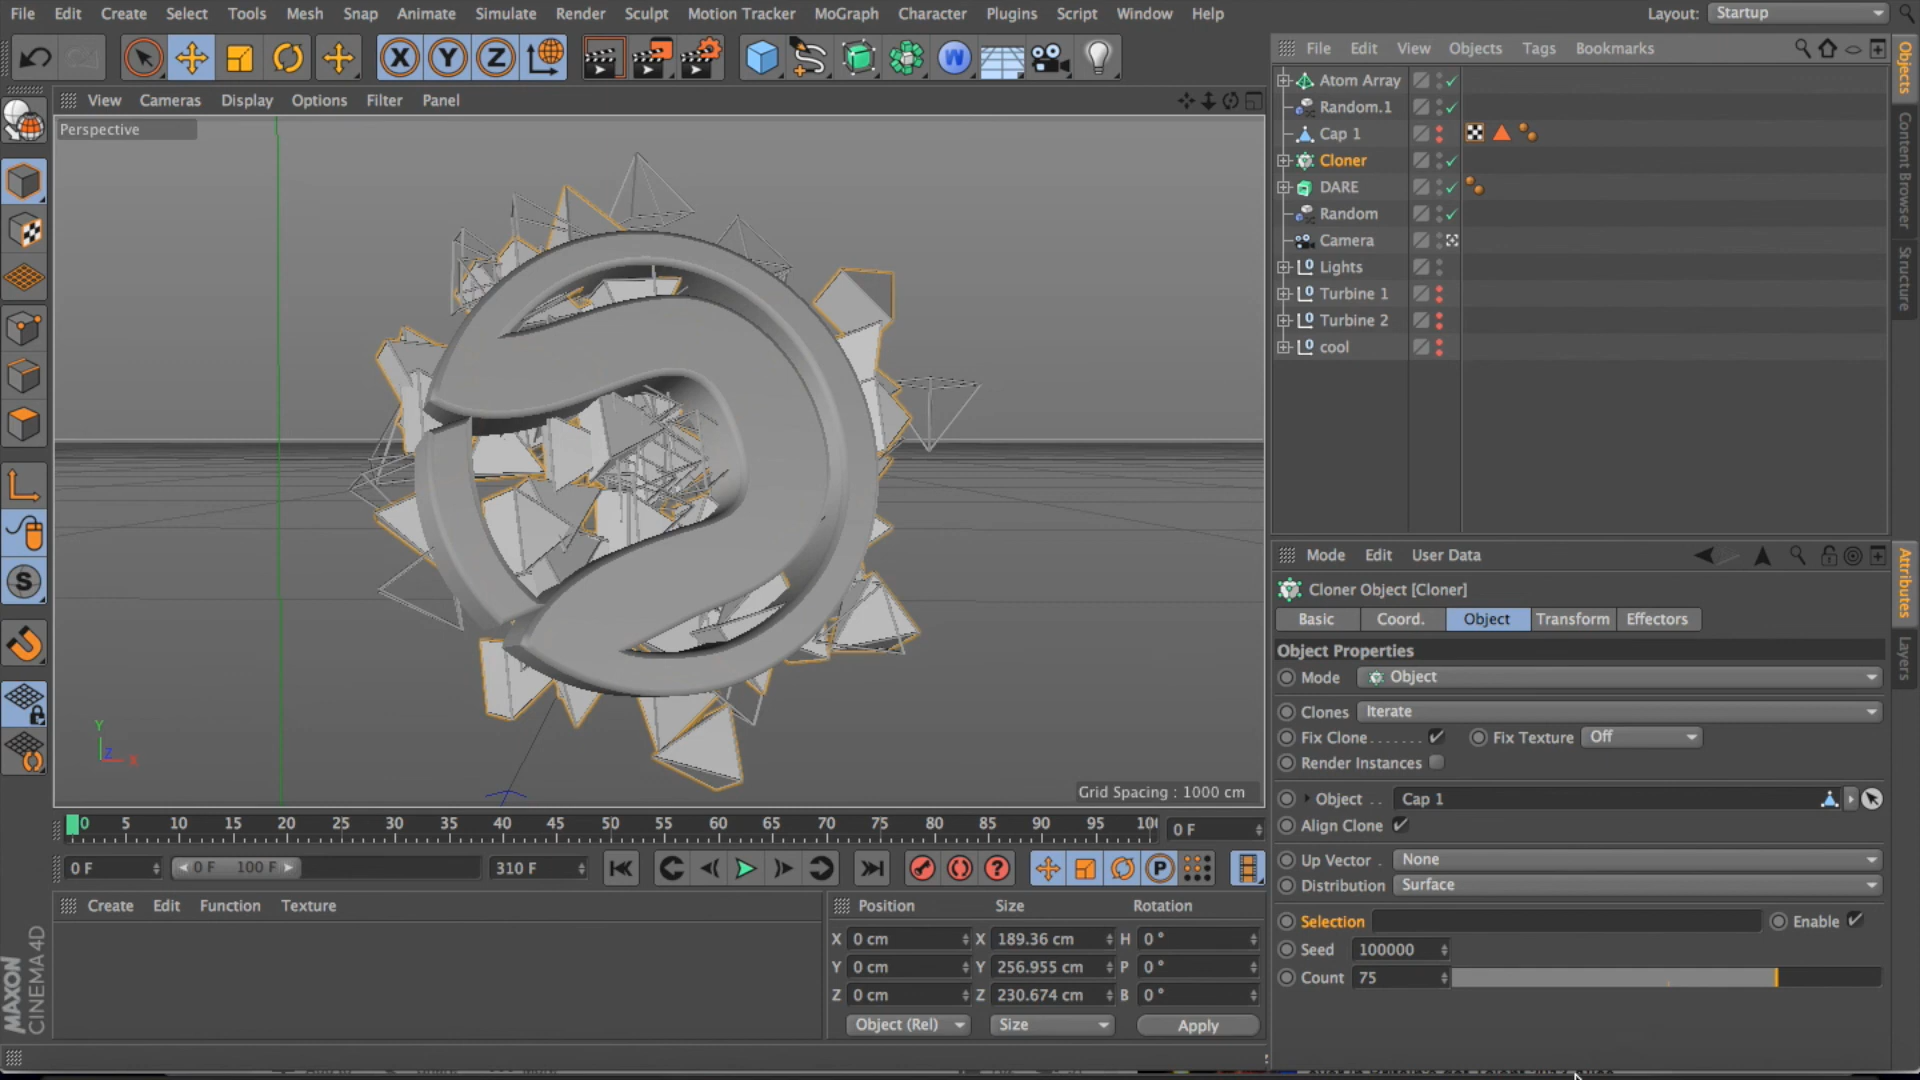 File Edit Create Select Tools Mesh Snap Animate Simulate Render Sculpt Motion Tracker MoGraph Character Plugins Script Window Help Layout: Startup
File Edit View Objects Tags Bookmarks
View Cameras Display Options Filter Panel
Perspective
Atom Array
Random.1
Cap 1
Cloner
DARE
Random
Camera
Lights
Turbine 1
Turbine 2
cool
Objects
Content Browser
Structure
Grid Spacing : 1000 cm
Mode Edit User Data
Cloner Object [Cloner]
Basic Coord. Object Transform Effectors
Object Properties
Mode Object
Clones Iterate
Fix Clone....... Fix Texture Off
Render Instances
Object .. Cap 1
Align Clone
Up Vector . None
Distribution Surface
Selection Enable
Seed 100000
Count 75
Attributes
Layers
0 5 10 15 20 25 30 35 40 45 50 55 60 65 70 75 80 85 90 95 0 F
0 F 0 F 100 F 310 F
Create Edit Function Texture
Position Size Rotation
X 0 cm X 189.36 cm H 0 °
Y 0 cm Y 256.955 cm P 0 °
Z 0 cm Z 230.674 cm B 0 °
Object (Rel) Size Apply
MAXON
CINEMA 4D